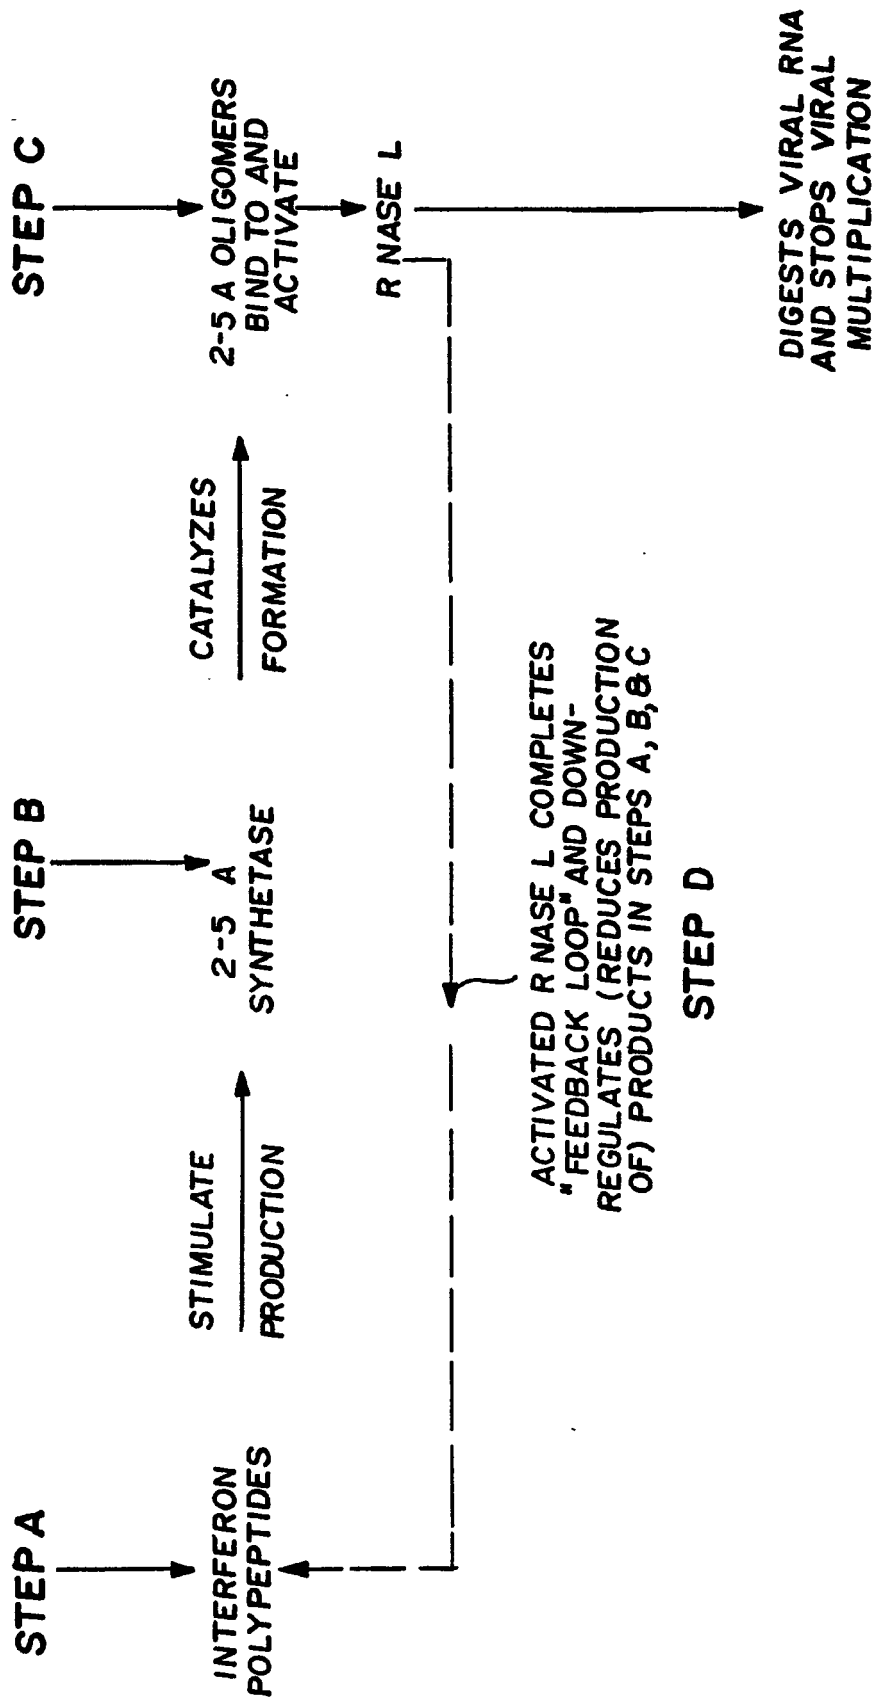 STEP A
INTERFERON
POLYPEPTIDES
STIMULATE
PRODUCTION
STEP B
2-5 A
SYNTHETASE
CATALYZES
FORMATION
STEP C
2-5 A OLIGOMERS
BIND TO AND
ACTIVATE
R NASE L
DIGESTS VIRAL RNA
AND STOPS VIRAL
MULTIPLICATION
ACTIVATED R NASE L COMPLETES
"FEEDBACK LOOP" AND DOWN-
REGULATES (REDUCES PRODUCTION
OF) PRODUCTS IN STEPS A, B, & C
STEP D